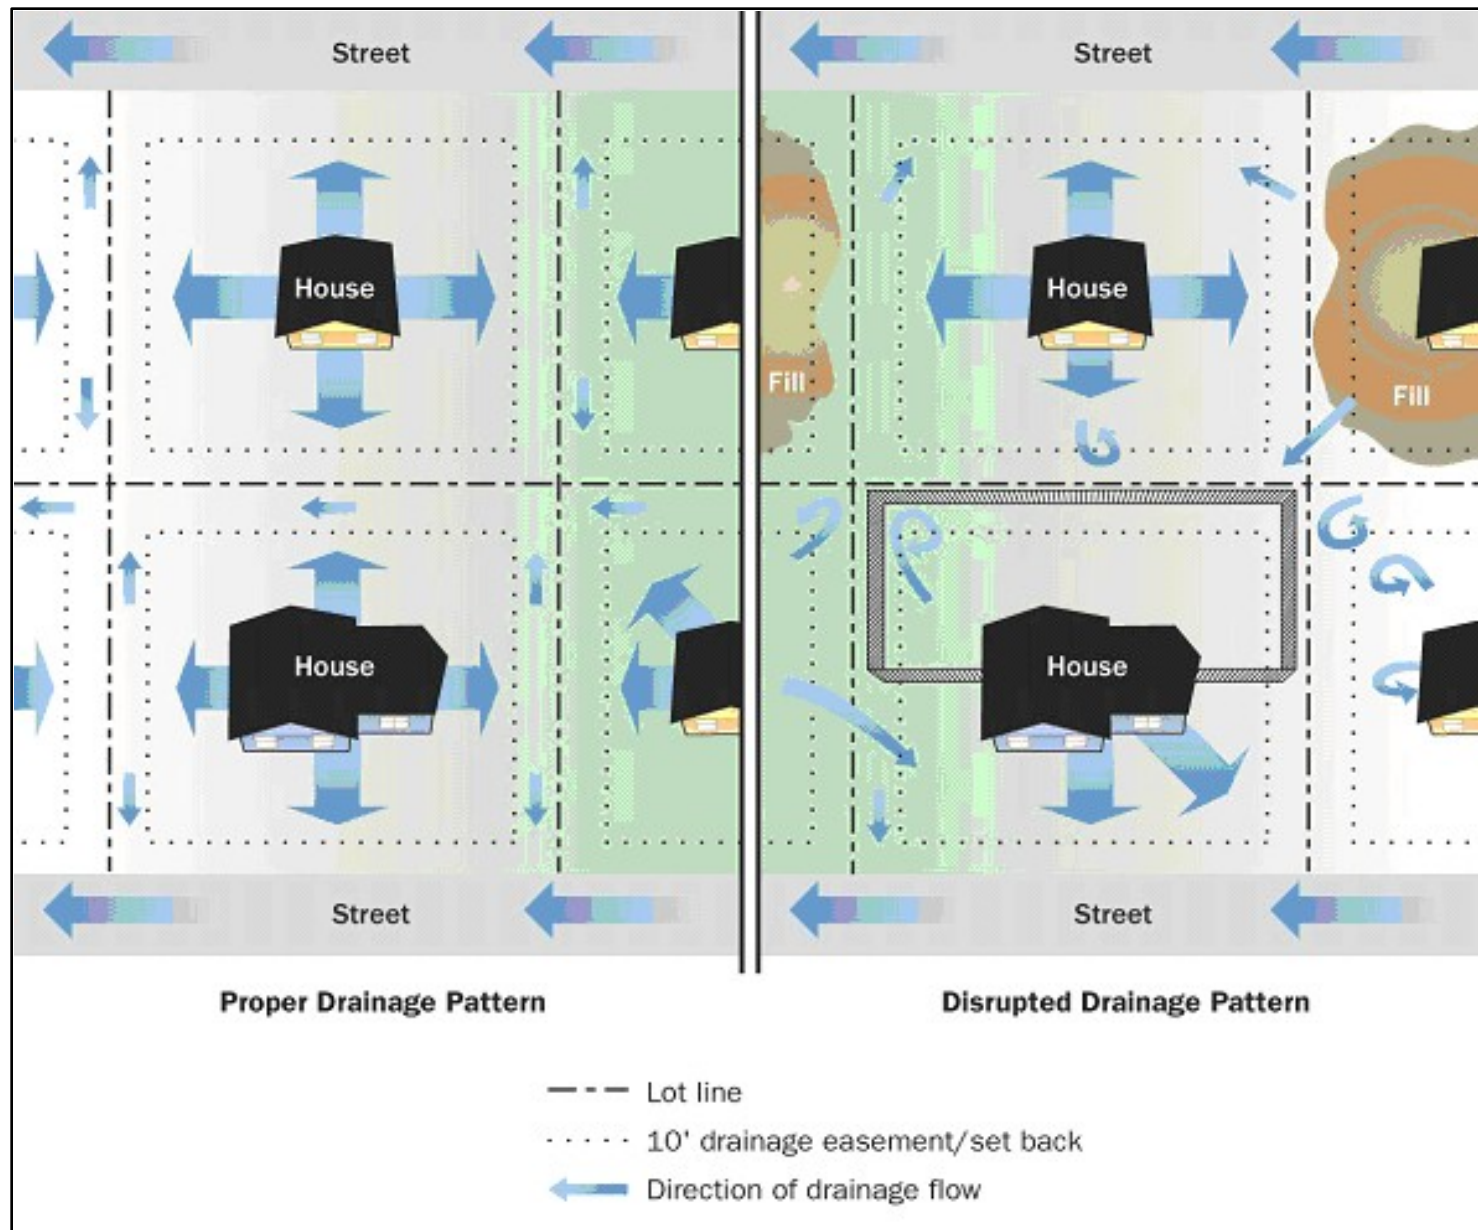 Street
Street
House
House
Fill
Fill
House
House
Street
Street
Proper Drainage Pattern
Disrupted Drainage Pattern
Lot line
10' drainage easement/set back
Direction of drainage flow